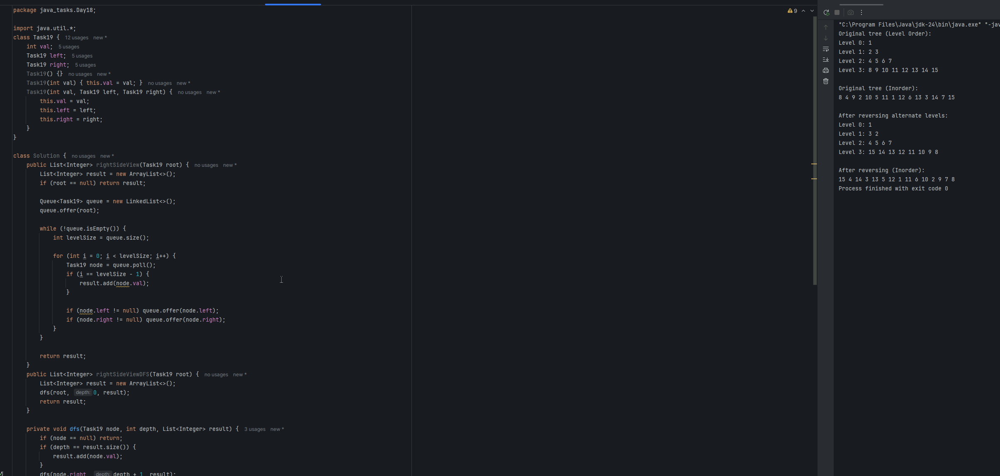 package java_tasks.Day18;
import java.util.*;
class Task19 { 12 usages new *
int val; 5 usages
Task19 left; 5 usages
Task19 right; 5 usages
Task19() {} no usages new *
Task19(int val) { this.val = val; } no usages new *
Task19(int val, Task19 left, Task19 right) { no usages new *
this.val = val;
this.left = left;
this.right = right;
}
}
class Solution { no usages new *
public List<Integer> rightSideView(Task19 root) { no usages new *
List<Integer> result = new ArrayList<>();
if (root == null) return result;
Queue<Task19> queue = new LinkedList<>();
queue.offer(root);
while (!queue.isEmpty()) {
int levelSize = queue.size();
for (int i = 0; i < levelSize; i++) {
Task19 node = queue.poll();
if (i == levelSize - 1) {
result.add(node.val);
}
if (node.left != null) queue.offer(node.left);
if (node.right != null) queue.offer(node.right);
}
}
return result;
}
public List<Integer> rightSideViewDFS(Task19 root) { no usages new *
List<Integer> result = new ArrayList<>();
dfs(root, depth: 0, result);
return result;
}
private void dfs(Task19 node, int depth, List<Integer> result) { 3 usages new *
if (node == null) return;
if (depth == result.size()) {
result.add(node.val);
}
dfs(node.right, depth: depth + 1, result);
9
"C:\Program Files\Java\jdk-24\bin\java.exe" "-jav
Original tree (Level Order):
Level 0: 1
Level 1: 2 3
Level 2: 4 5 6 7
Level 3: 8 9 10 11 12 13 14 15
Original tree (Inorder):
8 4 9 2 10 5 11 1 12 6 13 3 14 7 15
After reversing alternate levels:
Level 0: 1
Level 1: 3 2
Level 2: 4 5 6 7
Level 3: 15 14 13 12 11 10 9 8
After reversing (Inorder):
15 4 14 3 13 5 12 1 11 6 10 2 9 7 8
Process finished with exit code 0